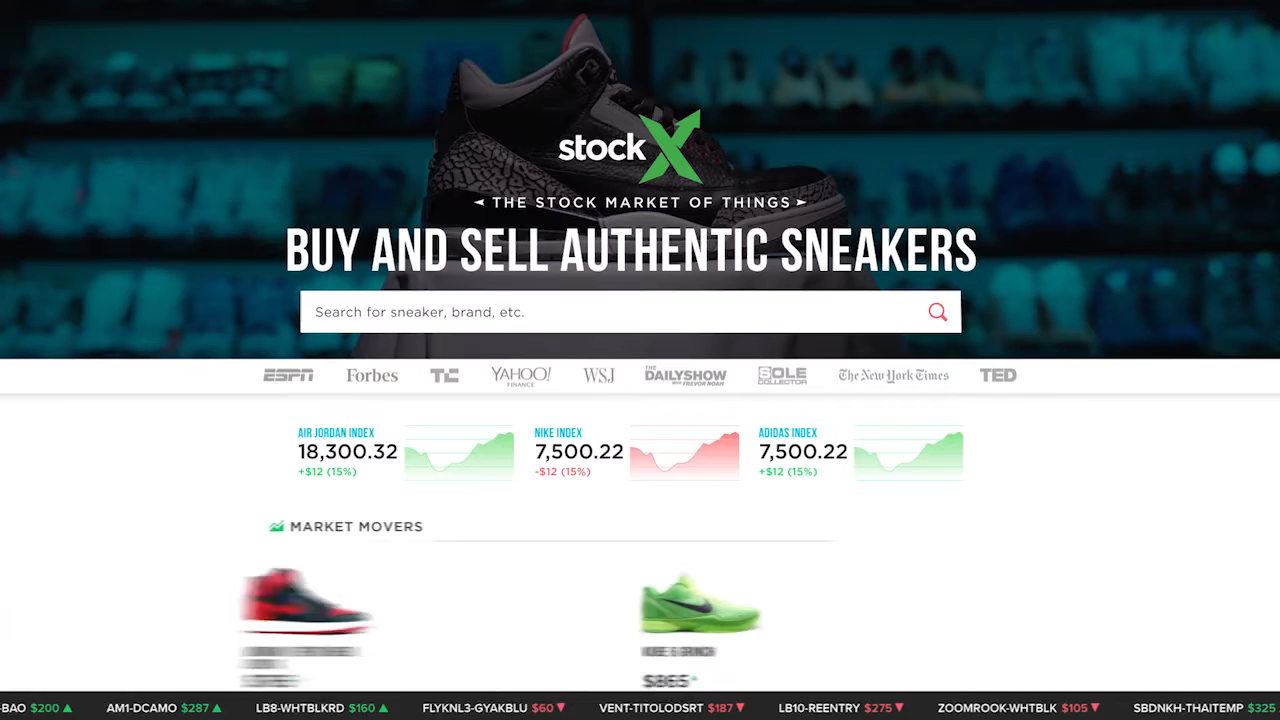 stockX
THE STOCK MARKET OF THINGS
BUY AND SELL AUTHENTIC SNEAKERS
Search for sneaker, brand, etc.
ESPN Forbes TC YAHOO! FINANCE WSJ THE DAILYSHOW WITH TREVOR NOAH SOLE COLLECTOR The New York Times TED
AIR JORDAN INDEX
18,300.32
+$12 (15%)
NIKE INDEX
7,500.22
-$12 (15%)
ADIDAS INDEX
7,500.22
+$12 (15%)
MARKET MOVERS
$865
-BAO $200 ▲ AM1-DCAMO $287 ▲ LB8-WHTBLKRD $160 ▲ FLYKNL3-GYAKBLU $60 ▼ VENT-TITOLODSRT $187 ▼ LB10-REENTRY $275 ▼ ZOOMROOK-WHTBLK $105 ▼ SBDNKH-THAITEMP $325